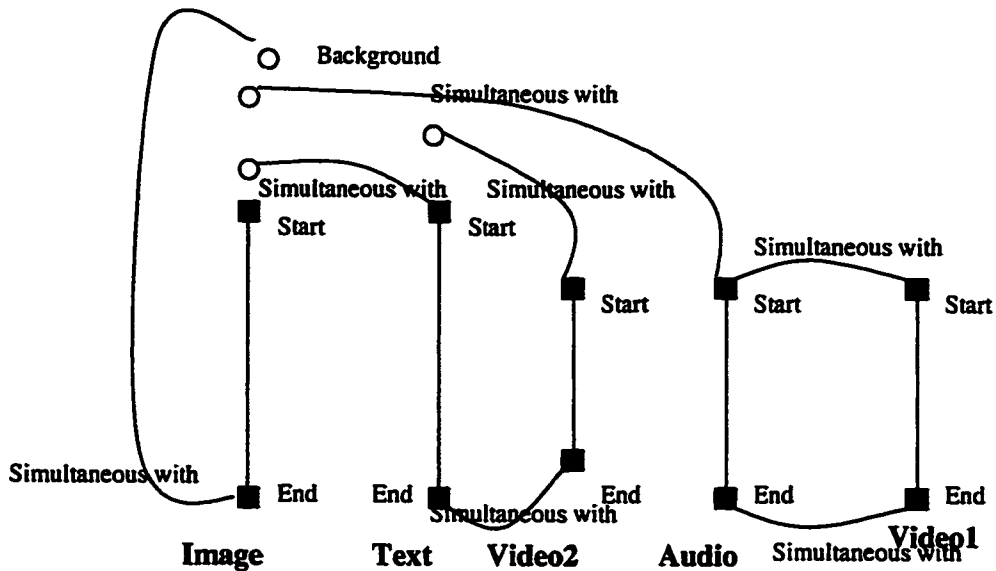 Background
Simultaneous with
Simultaneous with
Simultaneous with
Start
Start
Simultaneous with
Start
Start
Start
Simultaneous with
End
End
End
End
End
Simultaneous with
Image
Text
Video2
Audio
Video1
Simultaneous with